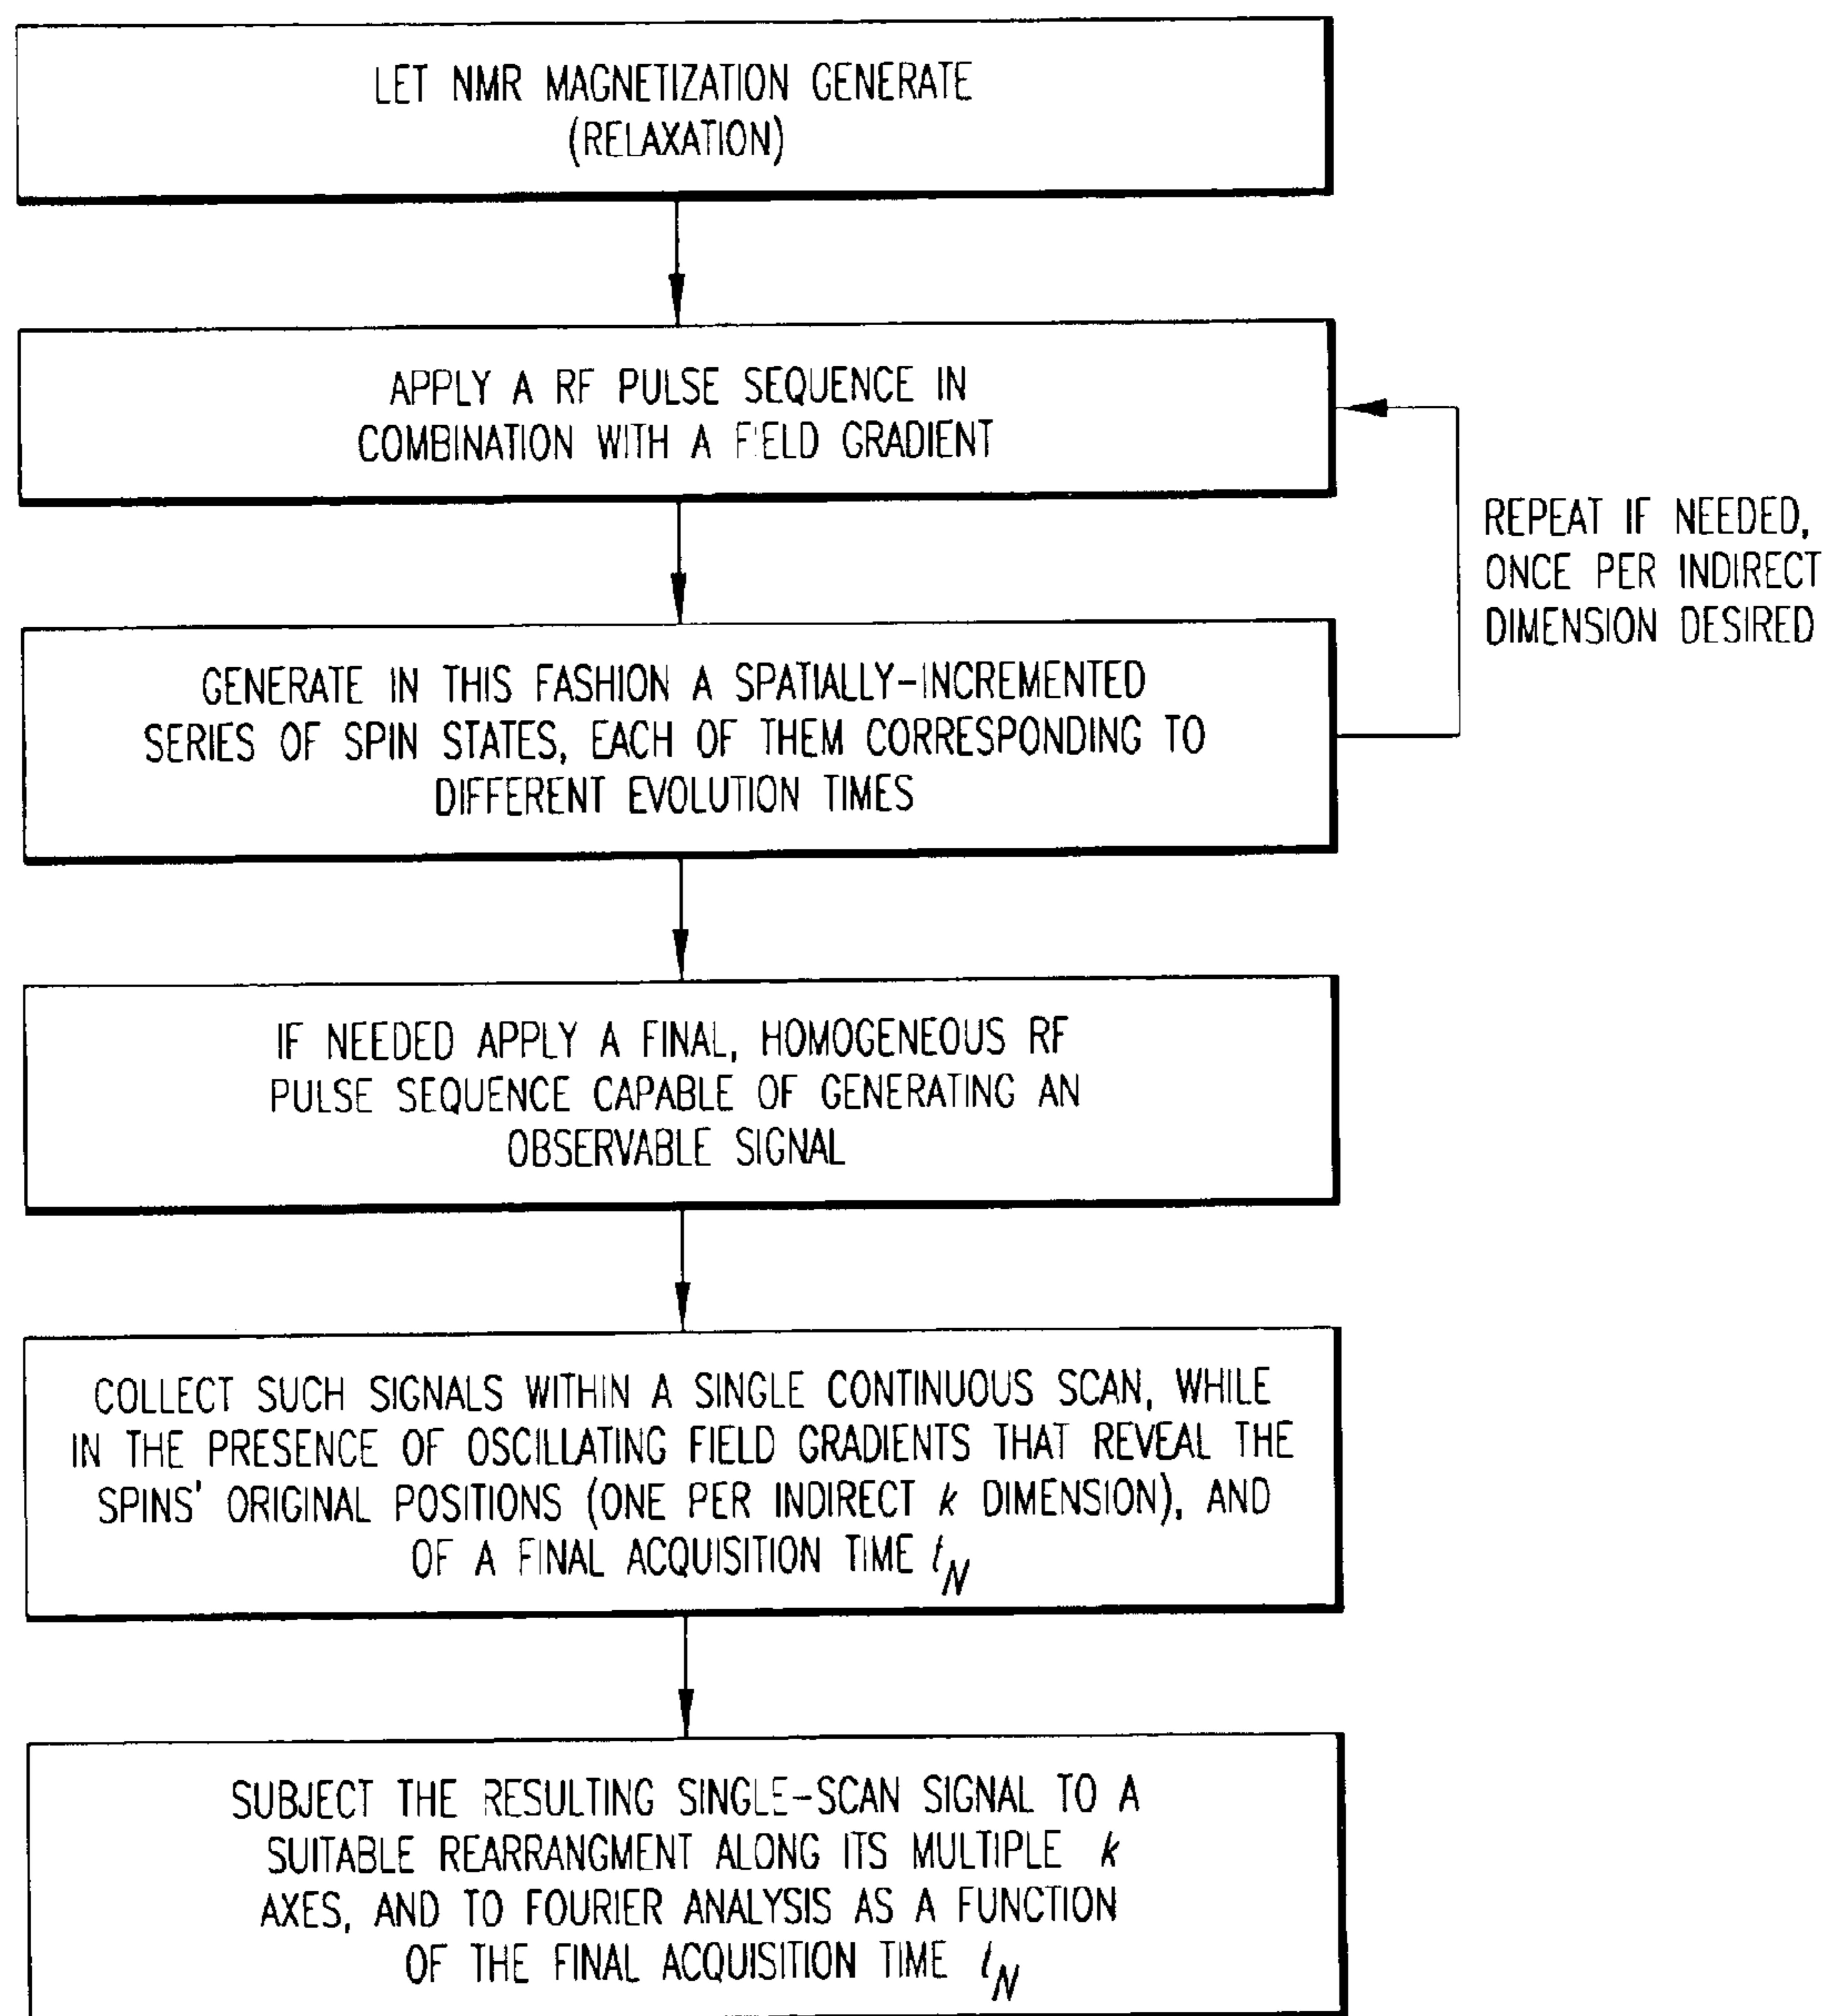 LET NMR MAGNETIZATION GENERATE
(RELAXATION)
APPLY A RF PULSE SEQUENCE IN
COMBINATION WITH A FIELD GRADIENT
REPEAT IF NEEDED,
ONCE PER INDIRECT
DIMENSION DESIRED
GENERATE IN THIS FASHION A SPATIALLY-INCREMENTED
SERIES OF SPIN STATES, EACH OF THEM CORRESPONDING TO
DIFFERENT EVOLUTION TIMES
IF NEEDED APPLY A FINAL, HOMOGENEOUS RF
PULSE SEQUENCE CAPABLE OF GENERATING AN
OBSERVABLE SIGNAL
COLLECT SUCH SIGNALS WITHIN A SINGLE CONTINUOUS SCAN, WHILE
IN THE PRESENCE OF OSCILLATING FIELD GRADIENTS THAT REVEAL THE
SPINS' ORIGINAL POSITIONS (ONE PER INDIRECT k DIMENSION), AND
OF A FINAL ACQUISITION TIME tN
SUBJECT THE RESULTING SINGLE-SCAN SIGNAL TO A
SUITABLE REARRANGMENT ALONG ITS MULTIPLE k
AXES, AND TO FOURIER ANALYSIS AS A FUNCTION
OF THE FINAL ACQUISITION TIME tN